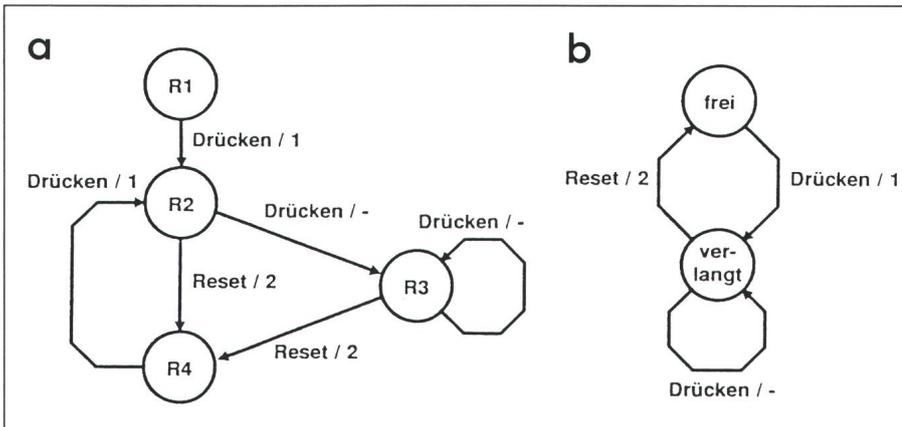 a
R1
Drücken / 1
Drücken / 1
R2
Drücken / -
Drücken / -
Reset / 2
R3
Reset / 2
R4
b
frei
Reset / 2
Drücken / 1
ver-
langt
Drücken / -